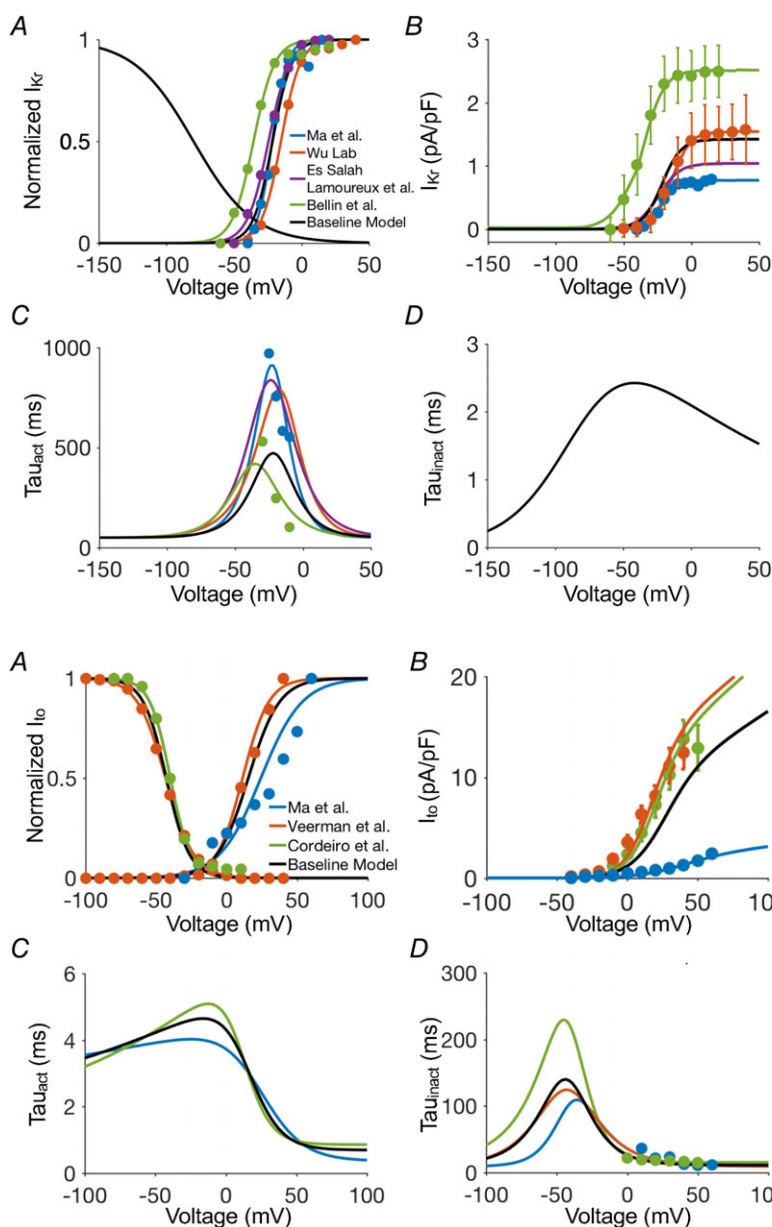 A
B
Normalized IKr
1
0.5
0
Ma et al.
Wu Lab
Es Salah
Lamoureux et al.
Bellin et al.
Baseline Model
-150 -100 -50 0 50
Voltage (mV)
IKr (pA/pF)
3
2
1
0
-150 -100 -50 0 50
Voltage (mV)
C
D
Tauact (ms)
1000
500
0
-150 -100 -50 0 50
Voltage (mV)
Tauinact (ms)
3
2
1
0
-150 -100 -50 0 50
Voltage (mV)
A
B
Normalized Ito
1
0.5
0
Ma et al.
Veerman et al.
Cordeiro et al.
Baseline Model
-100 -50 0 50 100
Voltage (mV)
Ito (pA/pF)
20
10
0
-100 -50 0 50 100
Voltage (mV)
C
D
Tauact (ms)
6
4
2
0
-100 -50 0 50 100
Voltage (mV)
Tauinact (ms)
300
200
100
0
-100 -50 0 50 100
Voltage (mV)